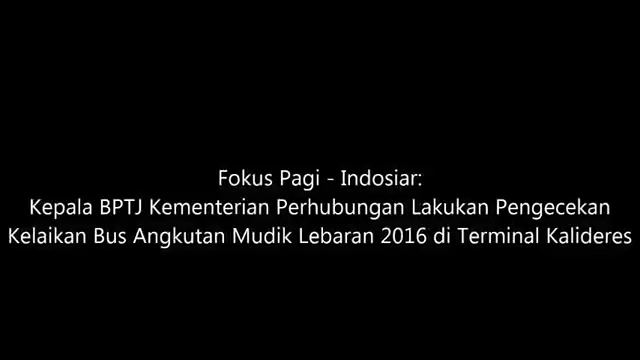 Fokus Pagi - Indosiar:
Kepala BPTJ Kementerian Perhubungan Lakukan Pengecekan
Kelaikan Bus Angkutan Mudik Lebaran 2016 di Terminal Kalideres